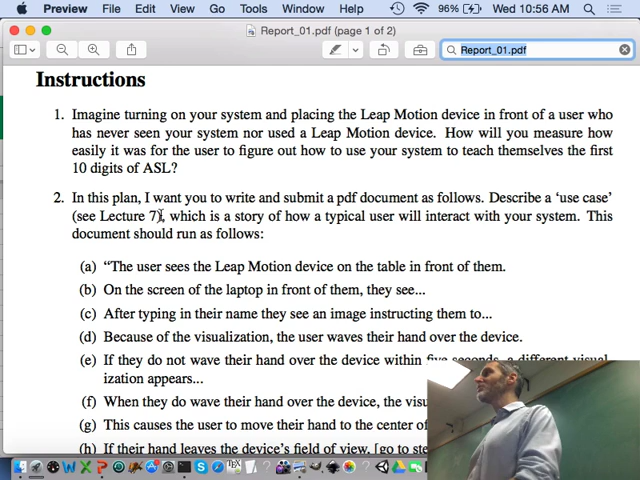 Preview File Edit View Go Tools Window Help 96% Wed 10:56 AM
Report_01.pdf (page 1 of 2)
Report_01.pdf
Instructions
1. Imagine turning on your system and placing the Leap Motion device in front of a user who
has never seen your system nor used a Leap Motion device. How will you measure how
easily it was for the user to figure out how to use your system to teach themselves the first
10 digits of ASL?
2. In this plan, I want you to write and submit a pdf document as follows. Describe a ‘use case’
(see Lecture 7), which is a story of how a typical user will interact with your system. This
document should run as follows:
(a) “The user sees the Leap Motion device on the table in front of them.
(b) On the screen of the laptop in front of them, they see...
(c) After typing in their name they see an image instructing them to...
(d) Because of the visualization, the user waves their hand over the device.
(e) If they do not wave their hand over the device within five seconds, a different visual-
ization appears...
(f) When they do wave their hand over the device, the visu
(g) This causes the user to move their hand to the center of
(h) If their hand leaves the device's field of view, [go to ste